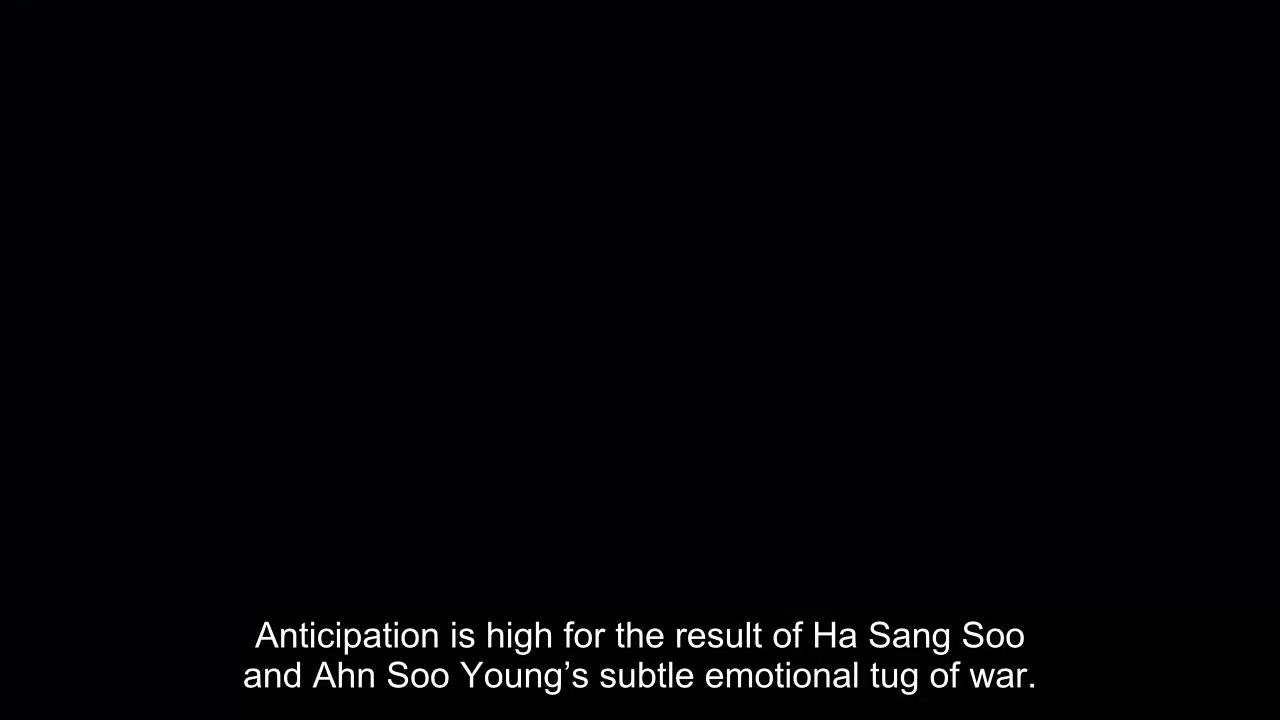 Anticipation is high for the result of Ha Sang Soo
and Ahn Soo Young’s subtle emotional tug of war.